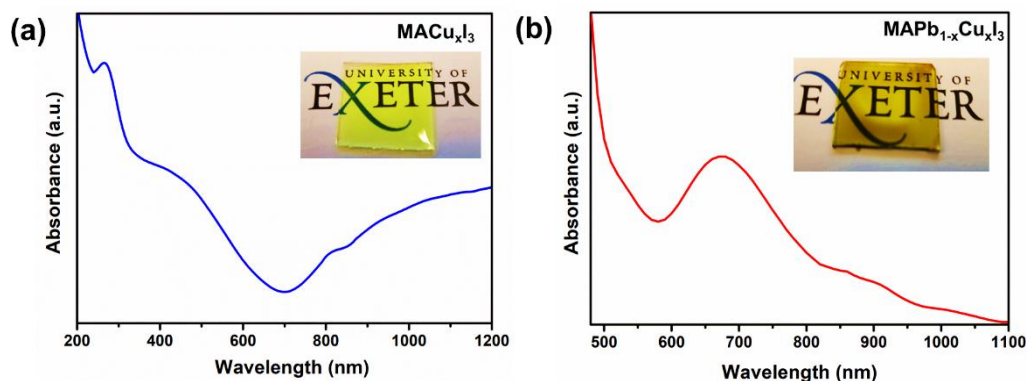 (a)
MACuxI3
UNIVERSITY OF
EXETER
Absorbance (a.u.)
200 400 600 800 1000 1200
Wavelength (nm)
(b)
MAPb1-xCuxI3
UNIVERSITY OF
EXETER
Absorbance (a.u.)
500 600 700 800 900 1000 1100
Wavelength (nm)